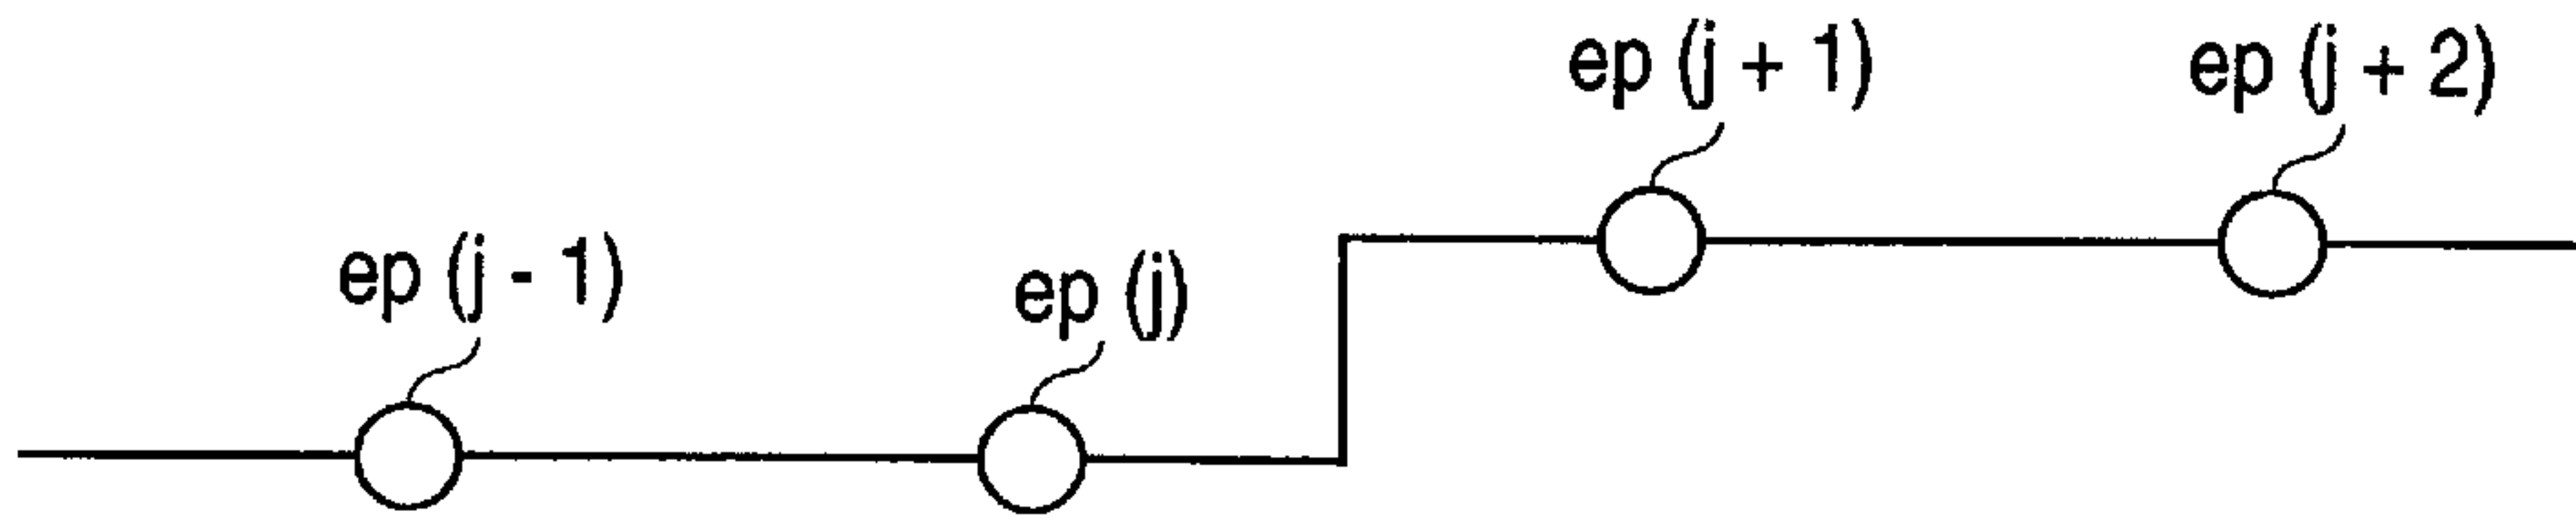 ep (j - 1)
ep (j)
ep (j + 1)
ep (j + 2)